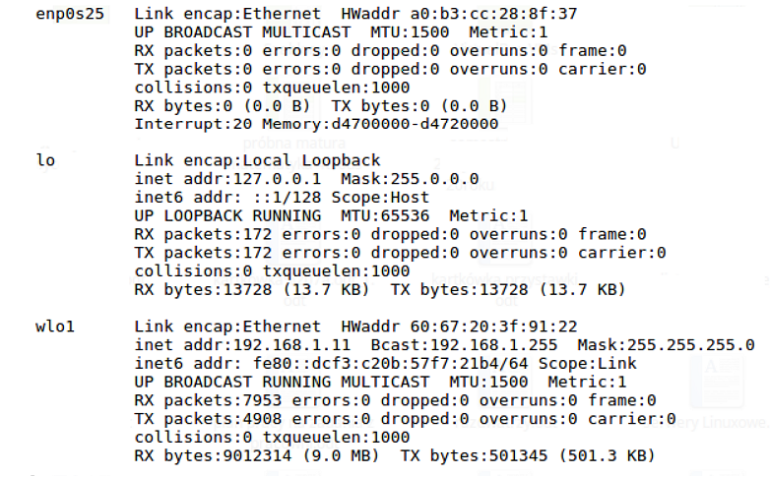 enp0s25 Link encap:Ethernet HWaddr a0:b3:cc:28:8f:37
UP BROADCAST MULTICAST MTU:1500 Metric:1
RX packets:0 errors:0 dropped:0 overruns:0 frame:0
TX packets:0 errors:0 dropped:0 overruns:0 carrier:0
collisions:0 txqueuelen:1000
RX bytes:0 (0.0 B) TX bytes:0 (0.0 B)
Interrupt:20 Memory:d4700000-d4720000
próbna matura
lo Link encap:Local Loopback
inet addr:127.0.0.1 Mask:255.0.0.0
inet6 addr: ::1/128 Scope:Host
UP LOOPBACK RUNNING MTU:65536 Metric:1
RX packets:172 errors:0 dropped:0 overruns:0 frame:0
TX packets:172 errors:0 dropped:0 overruns:0 carrier:0
collisions:0 txqueuelen:1000
RX bytes:13728 (13.7 KB) TX bytes:13728 (13.7 KB)
wlo1 Link encap:Ethernet HWaddr 60:67:20:3f:91:22
inet addr:192.168.1.11 Bcast:192.168.1.255 Mask:255.255.255.0
inet6 addr: fe80::dcf3:c20b:57f7:21b4/64 Scope:Link
UP BROADCAST RUNNING MULTICAST MTU:1500 Metric:1
RX packets:7953 errors:0 dropped:0 overruns:0 frame:0
TX packets:4908 errors:0 dropped:0 overruns:0 carrier:0
Linuxowe
collisions:0 txqueuelen:1000
RX bytes:9012314 (9.0 MB) TX bytes:501345 (501.3 KB)